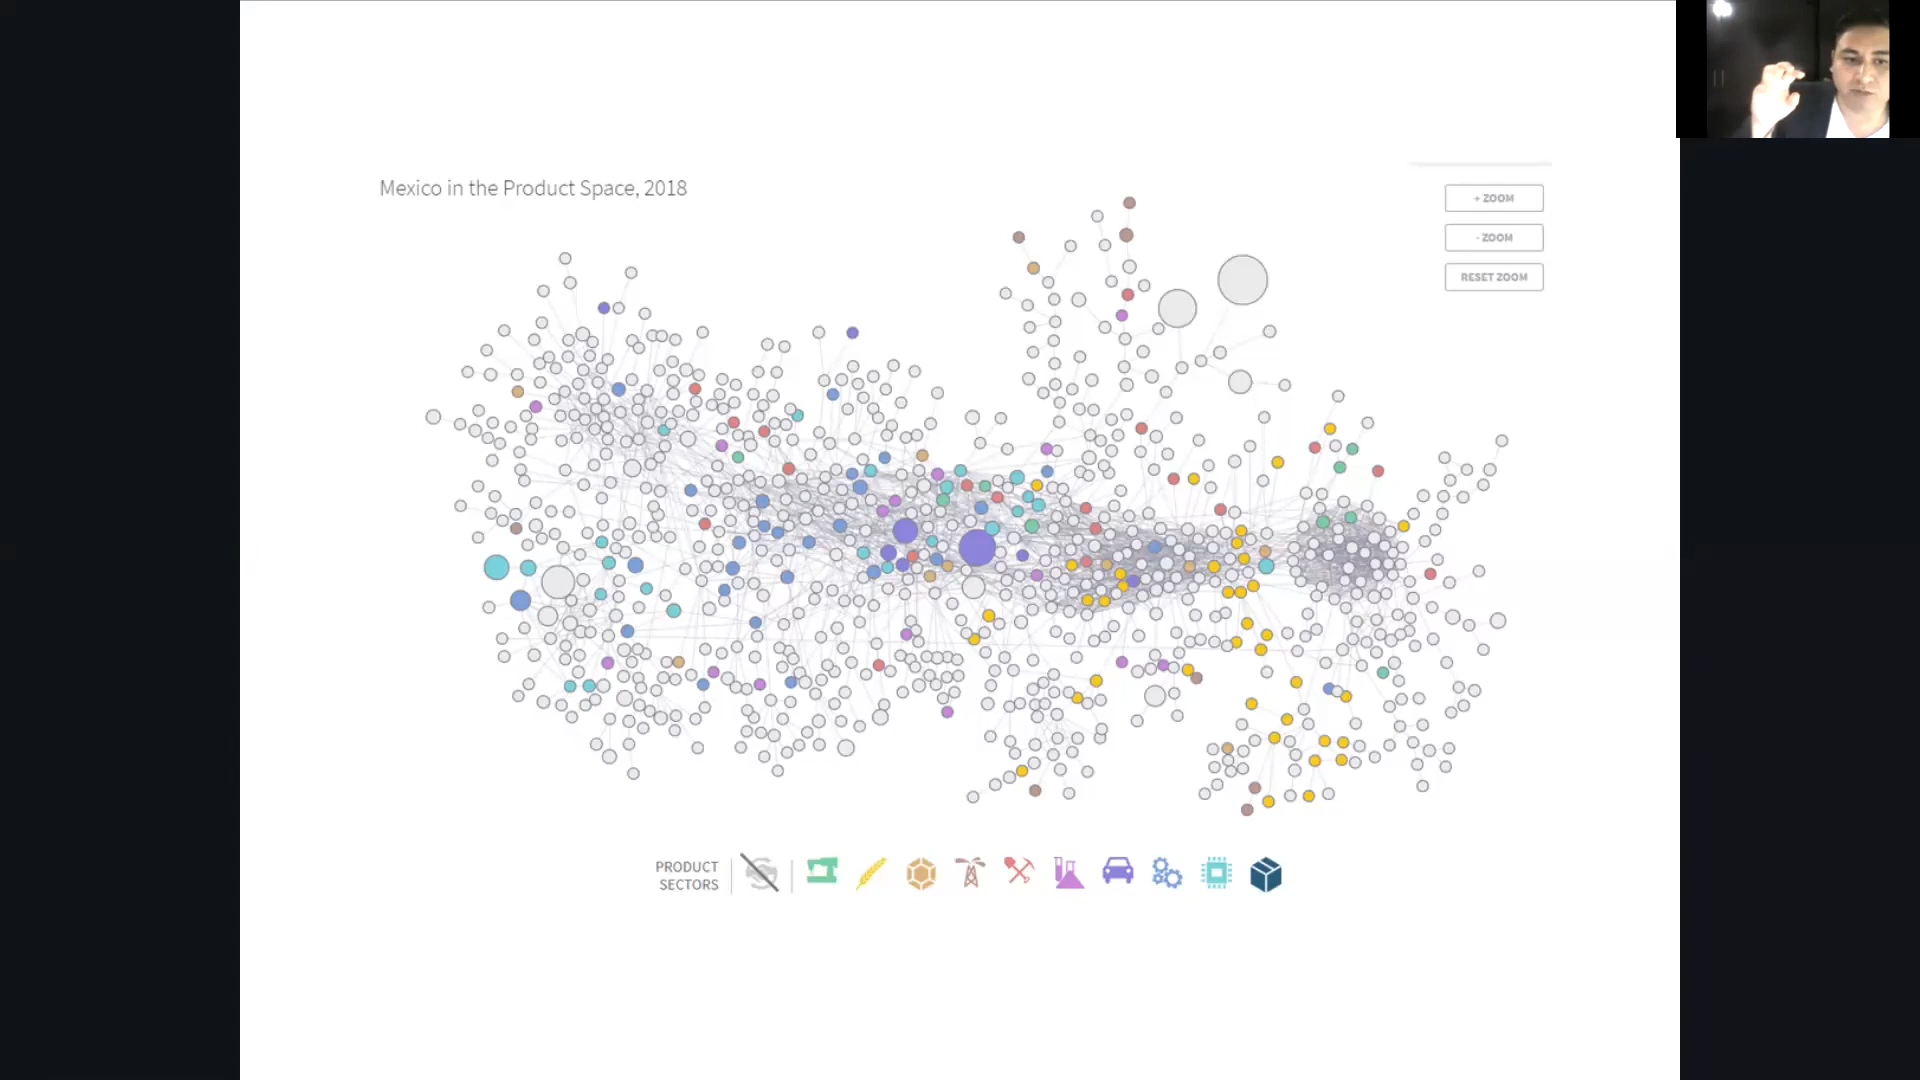 Mexico in the Product Space, 2018
+ ZOOM
- ZOOM
RESET ZOOM
PRODUCT
SECTORS